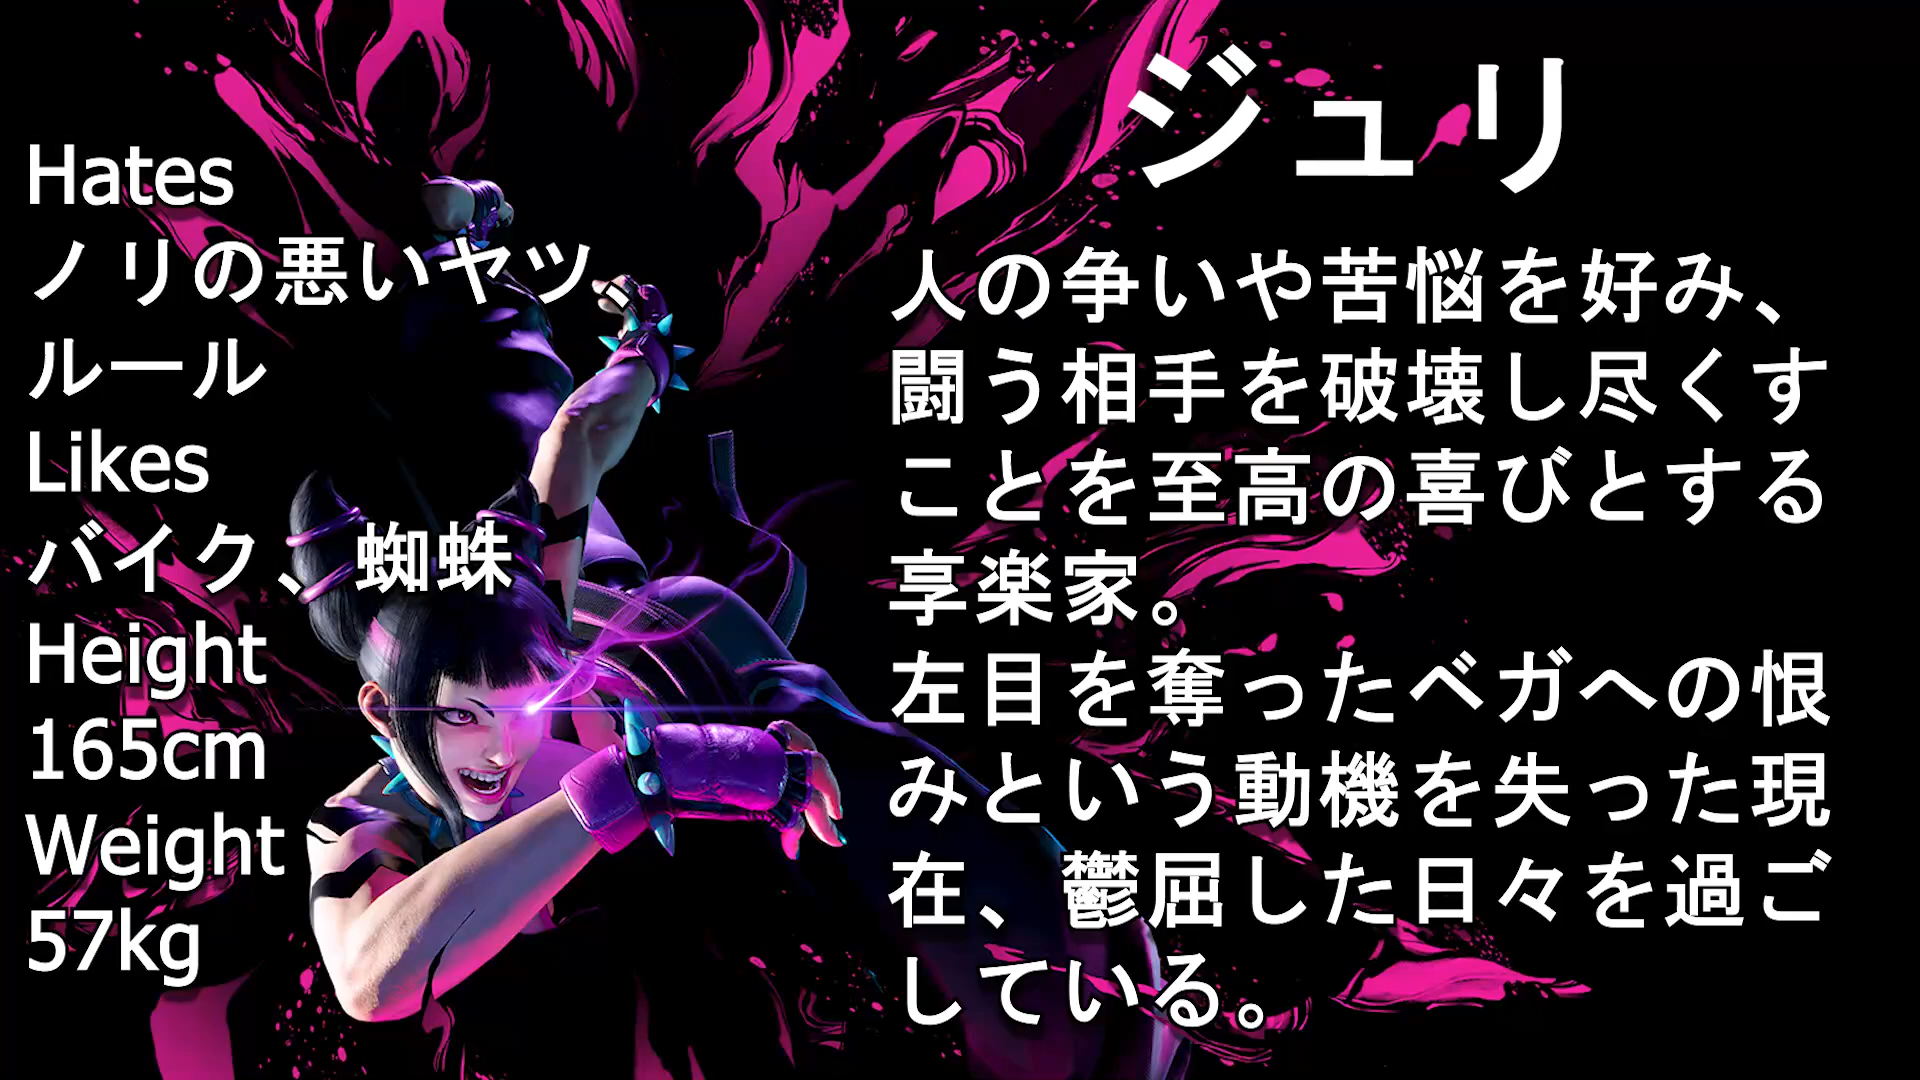 ジュリ
Hates
ノリの悪いヤツ、
ルール
Likes
バイク、蜘蛛
Height
165cm
Weight
57kg
人の争いや苦悩を好み、
闘う相手を破壊し尽くす
ことを至高の喜びとする
享楽家。
左目を奪ったベガへの恨
みという動機を失った現
在、鬱屈した日々を過ご
している。